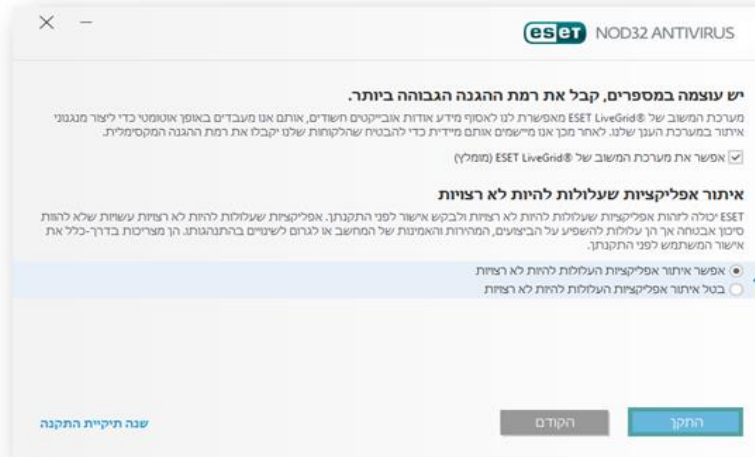 eset NOD32 ANTIVIRUS
יש עוצמה במספרים, קבל את רמת ההגנה הגבוהה ביותר.
מערכת המשוב של ESET LiveGrid®‎ מאפשרת לנו לאסוף מידע אודות אובייקטים חשודים, אותם אנו מעבדים באופן אוטומטי כדי ליצור מנגנוני
איתור במערכת הענן שלנו. לאחר מכן אנו מיישמים אותם מיידית כדי להבטיח שהלקוחות שלנו יקבלו את רמת ההגנה המקסימלית.
אפשר את מערכת המשוב של ESET LiveGrid®‎ (מומלץ)
איתור אפליקציות שעלולות להיות לא רצויות
ESET יכולה לזהות אפליקציות שעלולות להיות לא רצויות ולבקש אישור לפני התקנתן. אפליקציות שעלולות להיות לא רצויות עשויות שלא להוות
סיכון אבטחה אך הן עלולות להשפיע על הביצועים, המהירות והאמינות של המחשב או לגרום לשינויים בהתנהגותו. הן מצריכות בדרך-כלל את
אישור המשתמש לפני התקנתן.
אפשר איתור אפליקציות העלולות להיות לא רצויות
בטל איתור אפליקציות העלולות להיות לא רצויות
התקן
הקודם
שנה תיקיית התקנה